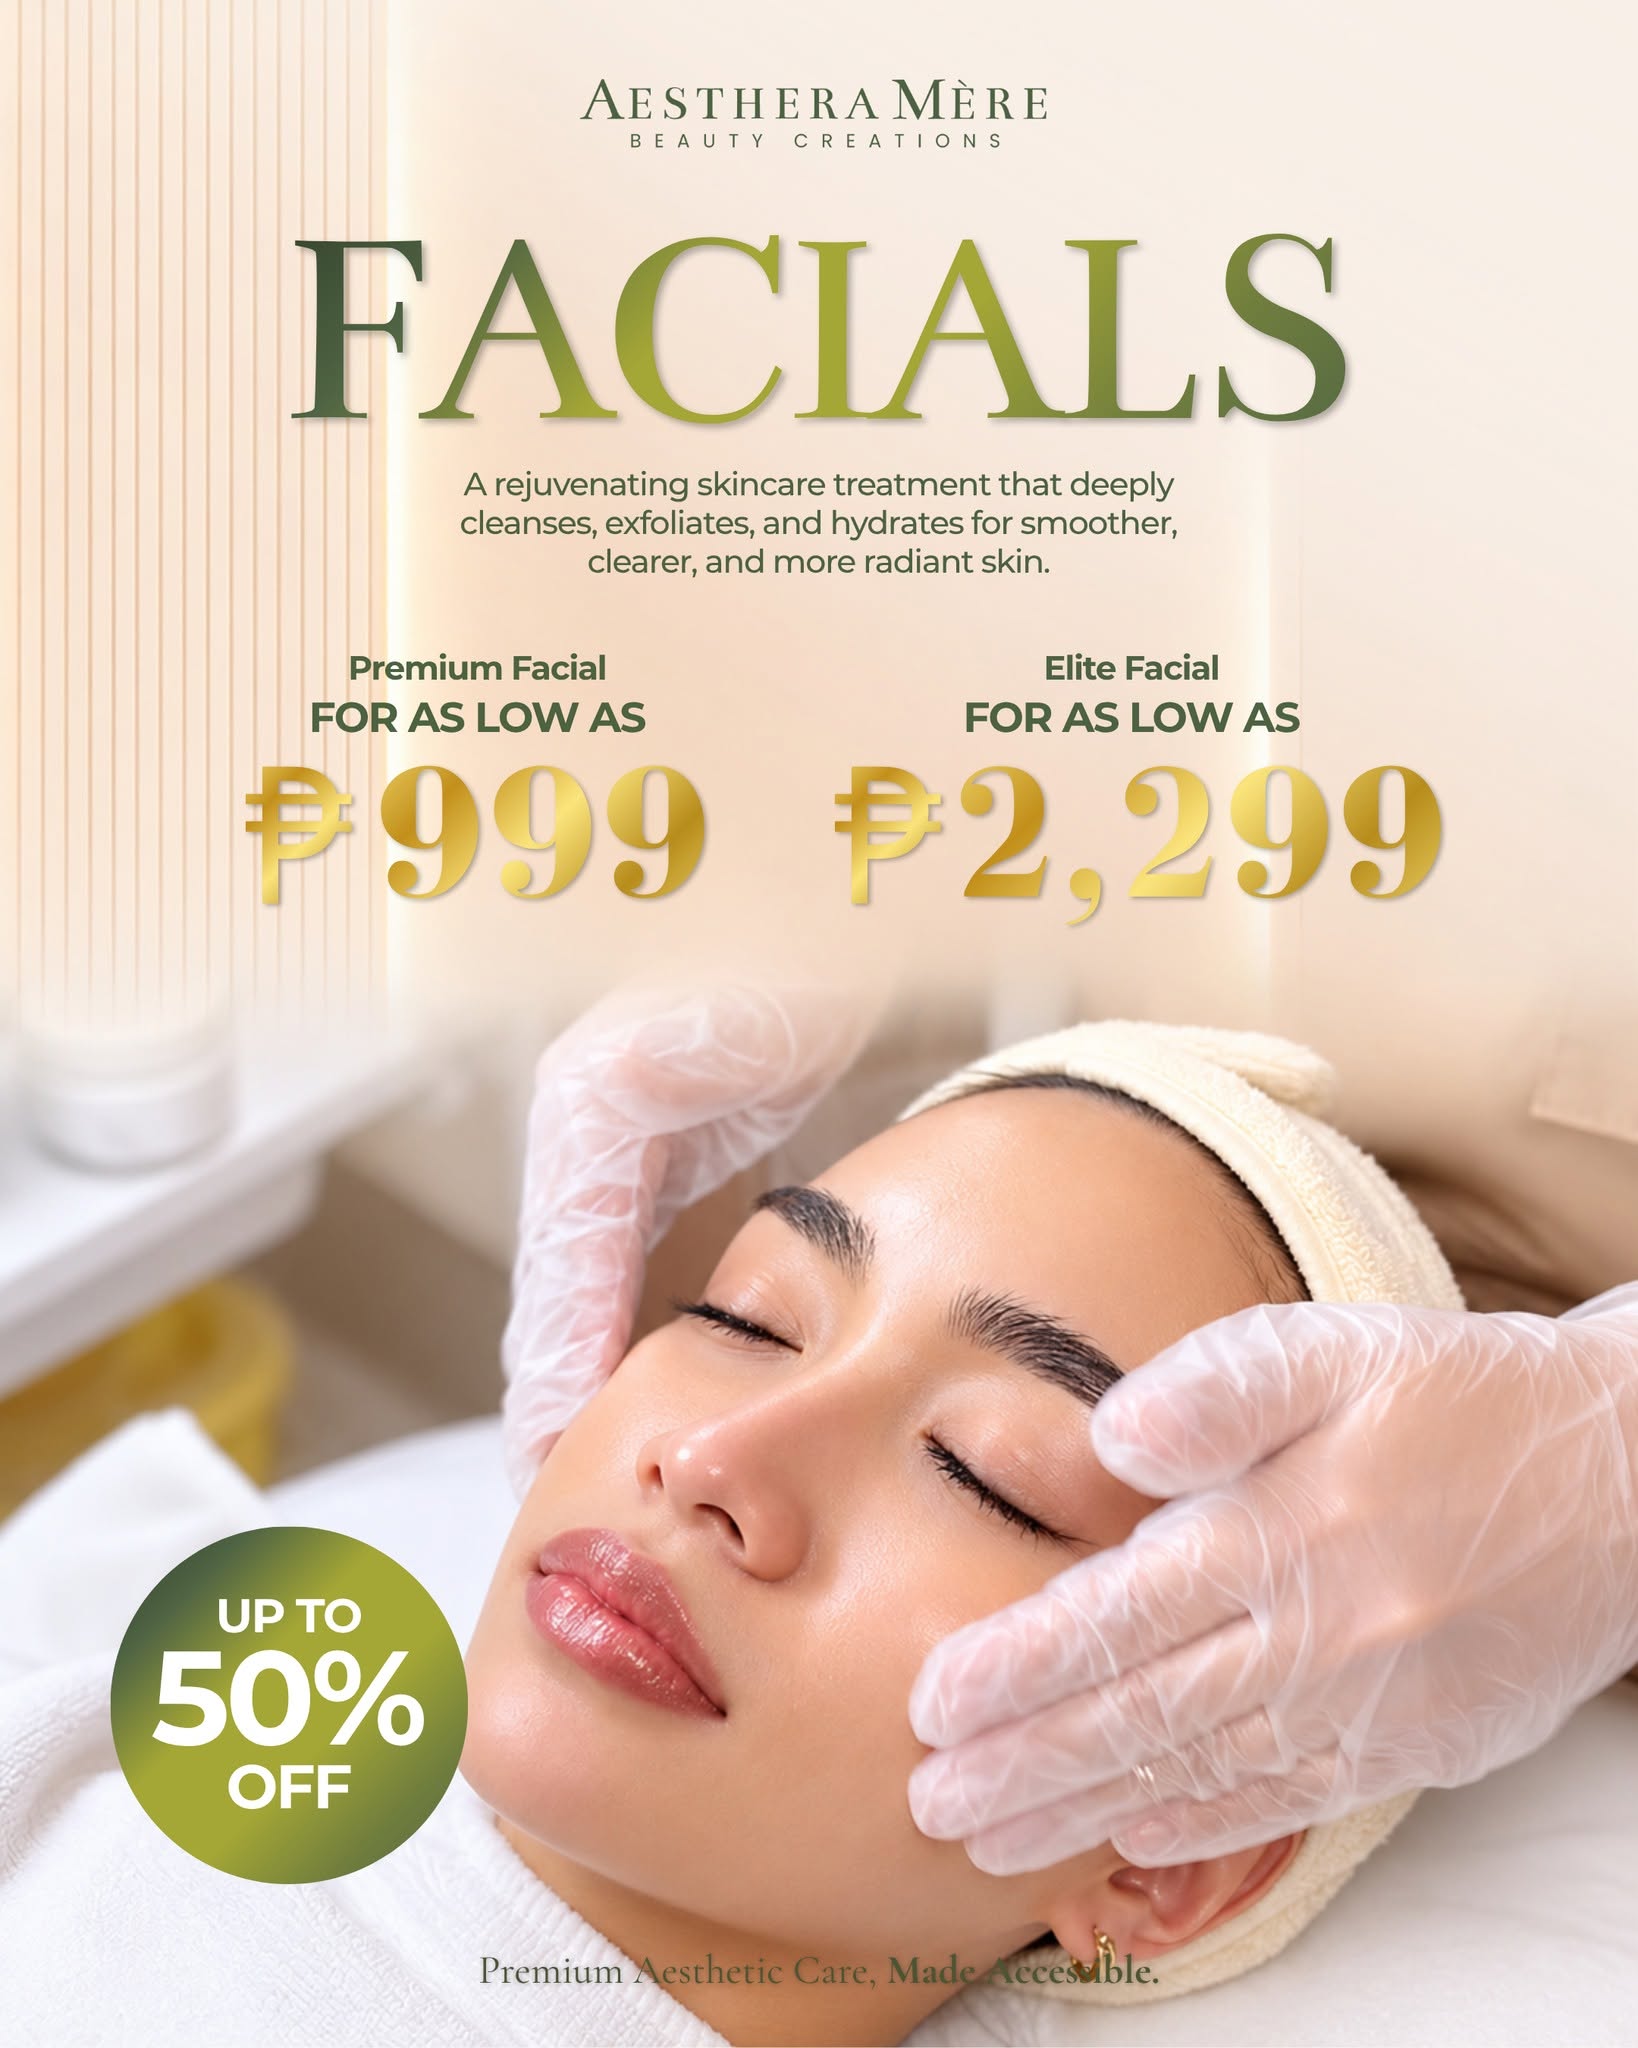 AESTHERA MÈRE
BEAUTY CREATIONS
FACIALS
A rejuvenating skincare treatment that deeply
cleanses, exfoliates, and hydrates for smoother,
clearer, and more radiant skin.
Premium Facial
FOR AS LOW AS
₱999
Elite Facial
FOR AS LOW AS
₱2,299
UP TO
50%
OFF
Premium Aesthetic Care, Made Accessible.